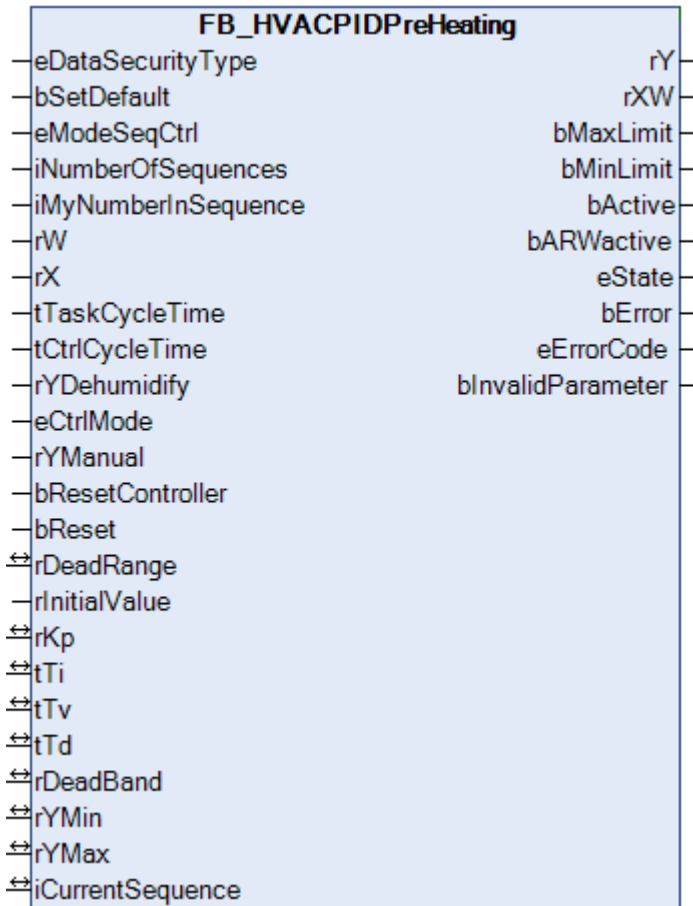 FB_HVACPIDPreHeating
eDataSecurityType rY
bSetDefault rXW
eModeSeqCtrl bMaxLimit
iNumberOfSequences bMinLimit
iMyNumberInSequence bActive
rW bARWactive
rX eState
tTaskCycleTime bError
tCtrlCycleTime eErrorCode
rYDehumidify bInvalidParameter
eCtrlMode
rYManual
bResetController
bReset
rDeadRange
rInitialValue
rKp
tTi
tTv
tTd
rDeadBand
rYMin
rYMax
iCurrentSequence